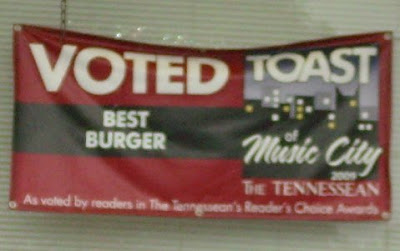 VOTED
BEST
BURGER
TOAST
of
Music City
2009
THE TENNESSEAN
As voted by readers in The Tennessean's Reader's Choice Awards